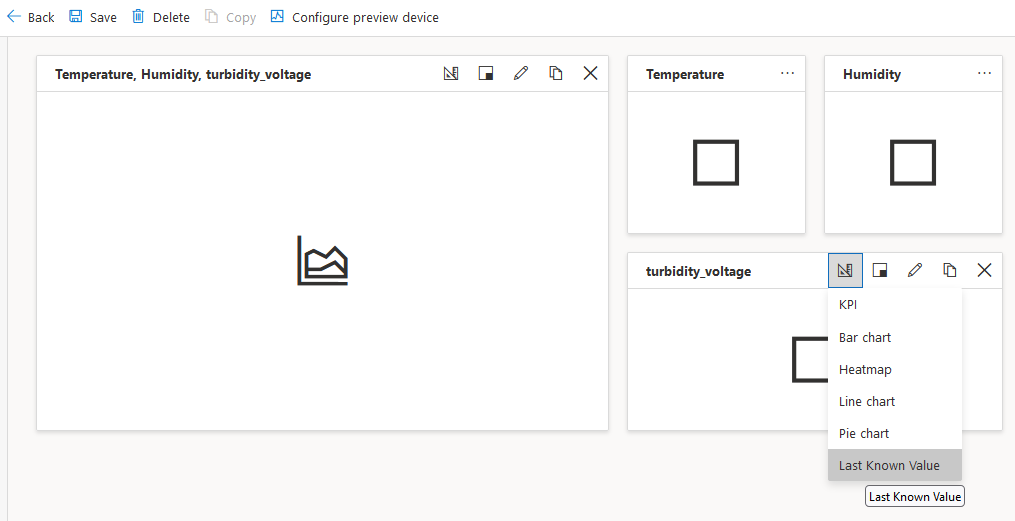 Back Save Delete Copy Configure preview device
Temperature, Humidity, turbidity_voltage
Temperature
Humidity
turbidity_voltage
KPI
Bar chart
Heatmap
Line chart
Pie chart
Last Known Value
Last Known Value